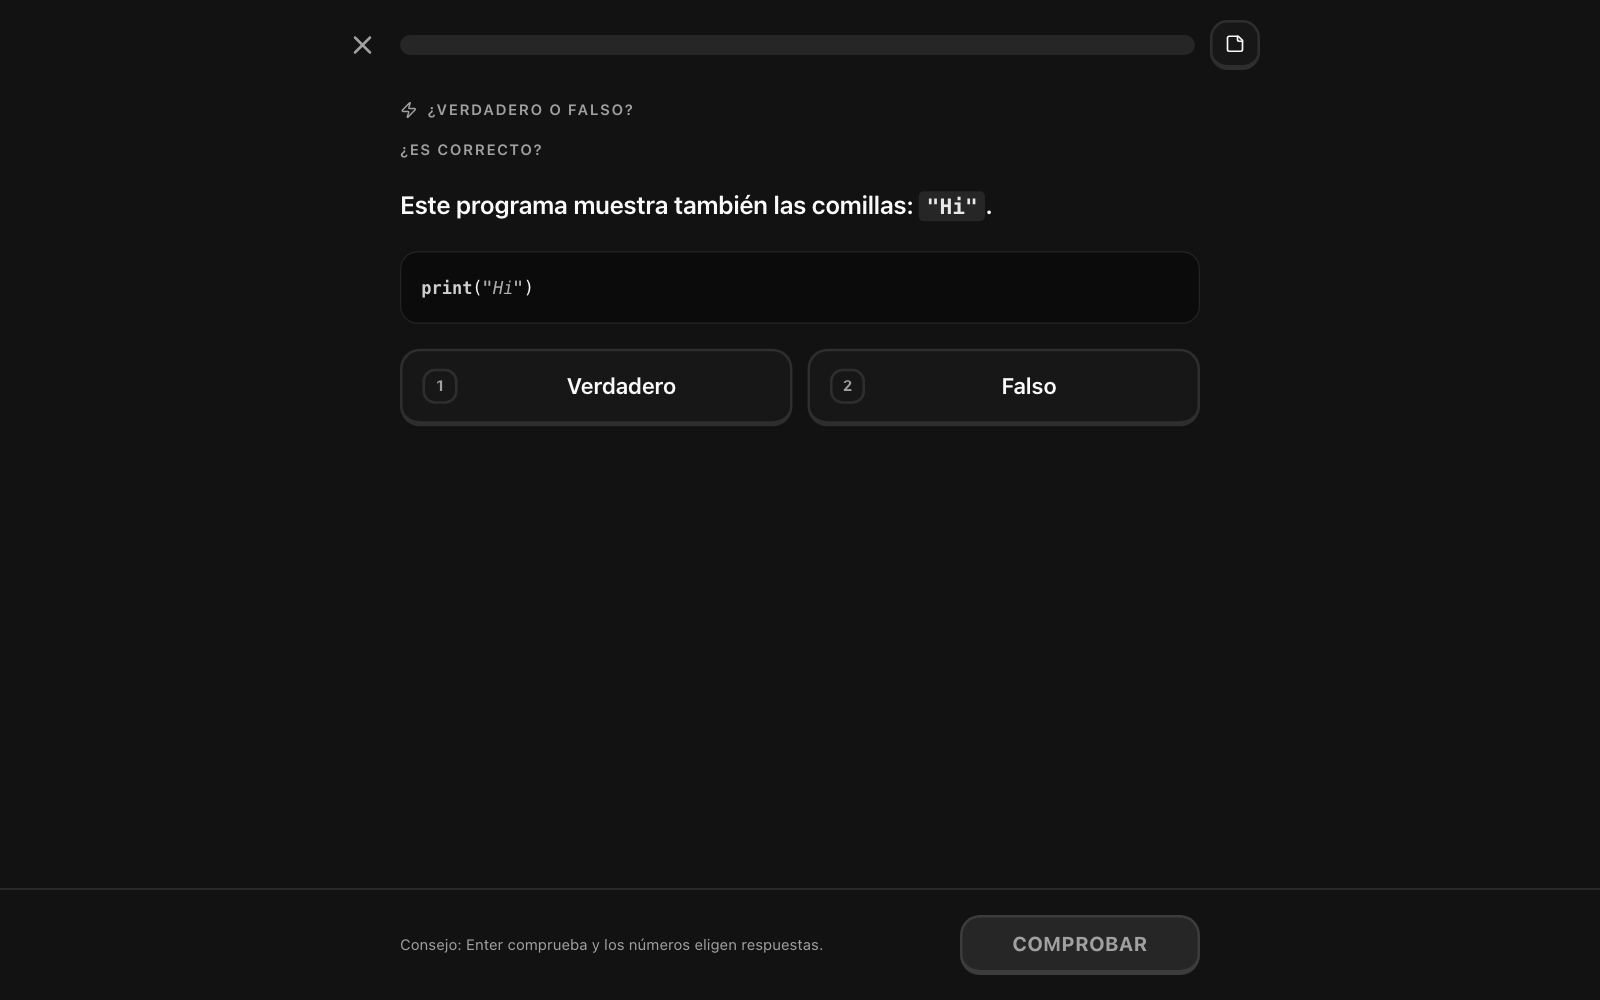 ¿VERDADERO O FALSO?
¿ES CORRECTO?
Este programa muestra también las comillas: "Hi".
print("Hi")
1 Verdadero
2 Falso
Consejo: Enter comprueba y los números eligen respuestas.
COMPROBAR